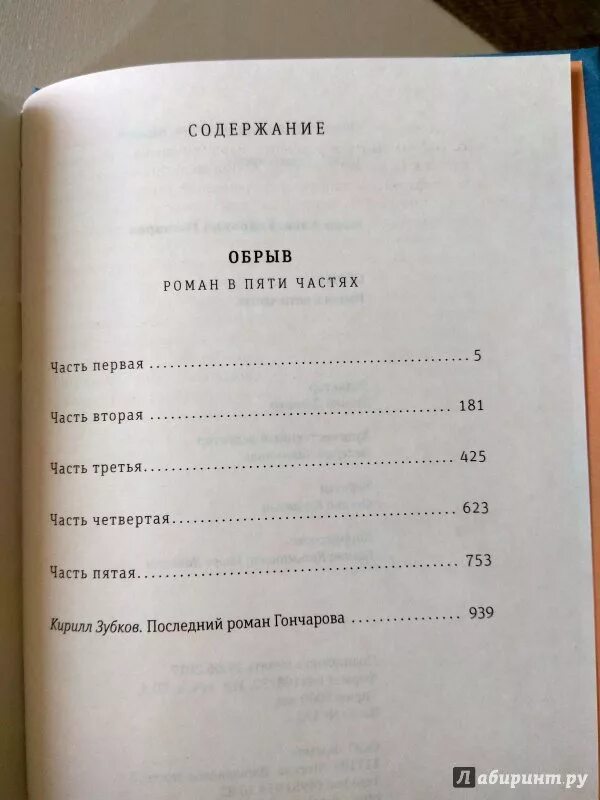 СОДЕРЖАНИЕ
ОБРЫВ
РОМАН В ПЯТИ ЧАСТЯХ
Часть первая ........................................ 5
Часть вторая ..................................... 181
Часть третья..................................... 425
Часть четвертая................................. 623
Часть пятая...................................... 753
Кирилл Зубков. Последний роман Гончарова ................ 939
Лабиринт.ру